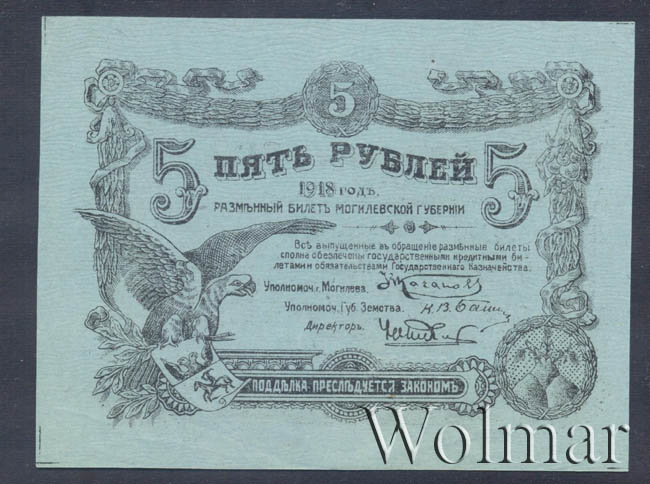 5
5 ПЯТЬ РУБЛЕЙ 5
1918 ГОДЪ.
РАЗМѢННЫЙ БИЛЕТЪ МОГИЛЕВСКОЙ ГУБЕРНІИ
Всѣ выпущенные въ обращеніе размѣнные билеты
сполна обезпечены государственными кредитными би-
летами и обязательствами Государственнаго Казначейства.
Уполномоч. г. Могилева.
Уполномоч. Губ. Земства.
Директоръ.
ПОДДѢЛКА ПРЕСЛѢДУЕТСЯ ЗАКОНОМЪ
Wolmar